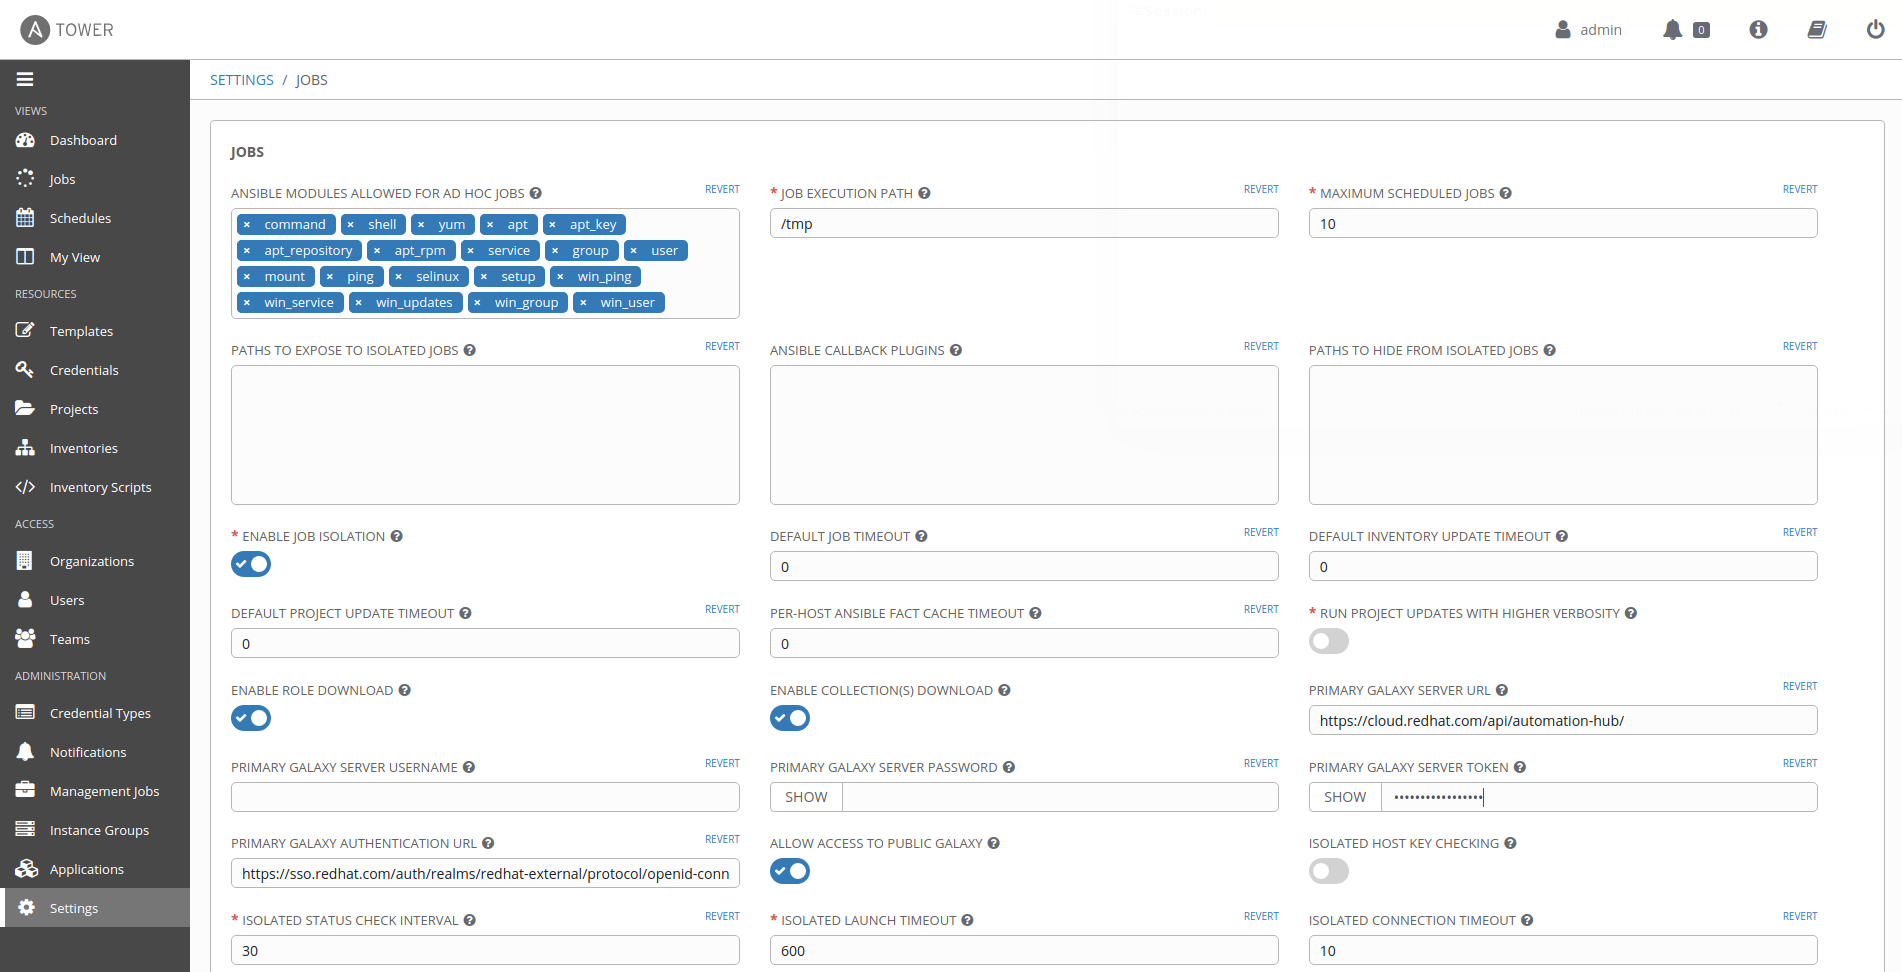 TOWER
admin
0
SETTINGS / JOBS
VIEWS
Dashboard
Jobs
Schedules
My View
RESOURCES
Templates
Credentials
Projects
Inventories
Inventory Scripts
ACCESS
Organizations
Users
Teams
ADMINISTRATION
Credential Types
Notifications
Management Jobs
Instance Groups
Applications
Settings
JOBS
ANSIBLE MODULES ALLOWED FOR AD HOC JOBS
REVERT
× command × shell × yum × apt × apt_key
× apt_repository × apt_rpm × service × group × user
× mount × ping × selinux × setup × win_ping
× win_service × win_updates × win_group × win_user
* JOB EXECUTION PATH
REVERT
/tmp
* MAXIMUM SCHEDULED JOBS
REVERT
10
PATHS TO EXPOSE TO ISOLATED JOBS
REVERT
ANSIBLE CALLBACK PLUGINS
REVERT
PATHS TO HIDE FROM ISOLATED JOBS
REVERT
* ENABLE JOB ISOLATION
DEFAULT JOB TIMEOUT
REVERT
0
DEFAULT INVENTORY UPDATE TIMEOUT
REVERT
0
DEFAULT PROJECT UPDATE TIMEOUT
REVERT
0
PER-HOST ANSIBLE FACT CACHE TIMEOUT
REVERT
0
* RUN PROJECT UPDATES WITH HIGHER VERBOSITY
ENABLE ROLE DOWNLOAD
ENABLE COLLECTION(S) DOWNLOAD
PRIMARY GALAXY SERVER URL
REVERT
https://cloud.redhat.com/api/automation-hub/
PRIMARY GALAXY SERVER USERNAME
REVERT
PRIMARY GALAXY SERVER PASSWORD
REVERT
SHOW
PRIMARY GALAXY SERVER TOKEN
REVERT
SHOW •••••••••••••••••
PRIMARY GALAXY AUTHENTICATION URL
REVERT
https://sso.redhat.com/auth/realms/redhat-external/protocol/openid-conn
ALLOW ACCESS TO PUBLIC GALAXY
ISOLATED HOST KEY CHECKING
* ISOLATED STATUS CHECK INTERVAL
REVERT
30
* ISOLATED LAUNCH TIMEOUT
REVERT
600
ISOLATED CONNECTION TIMEOUT
REVERT
10